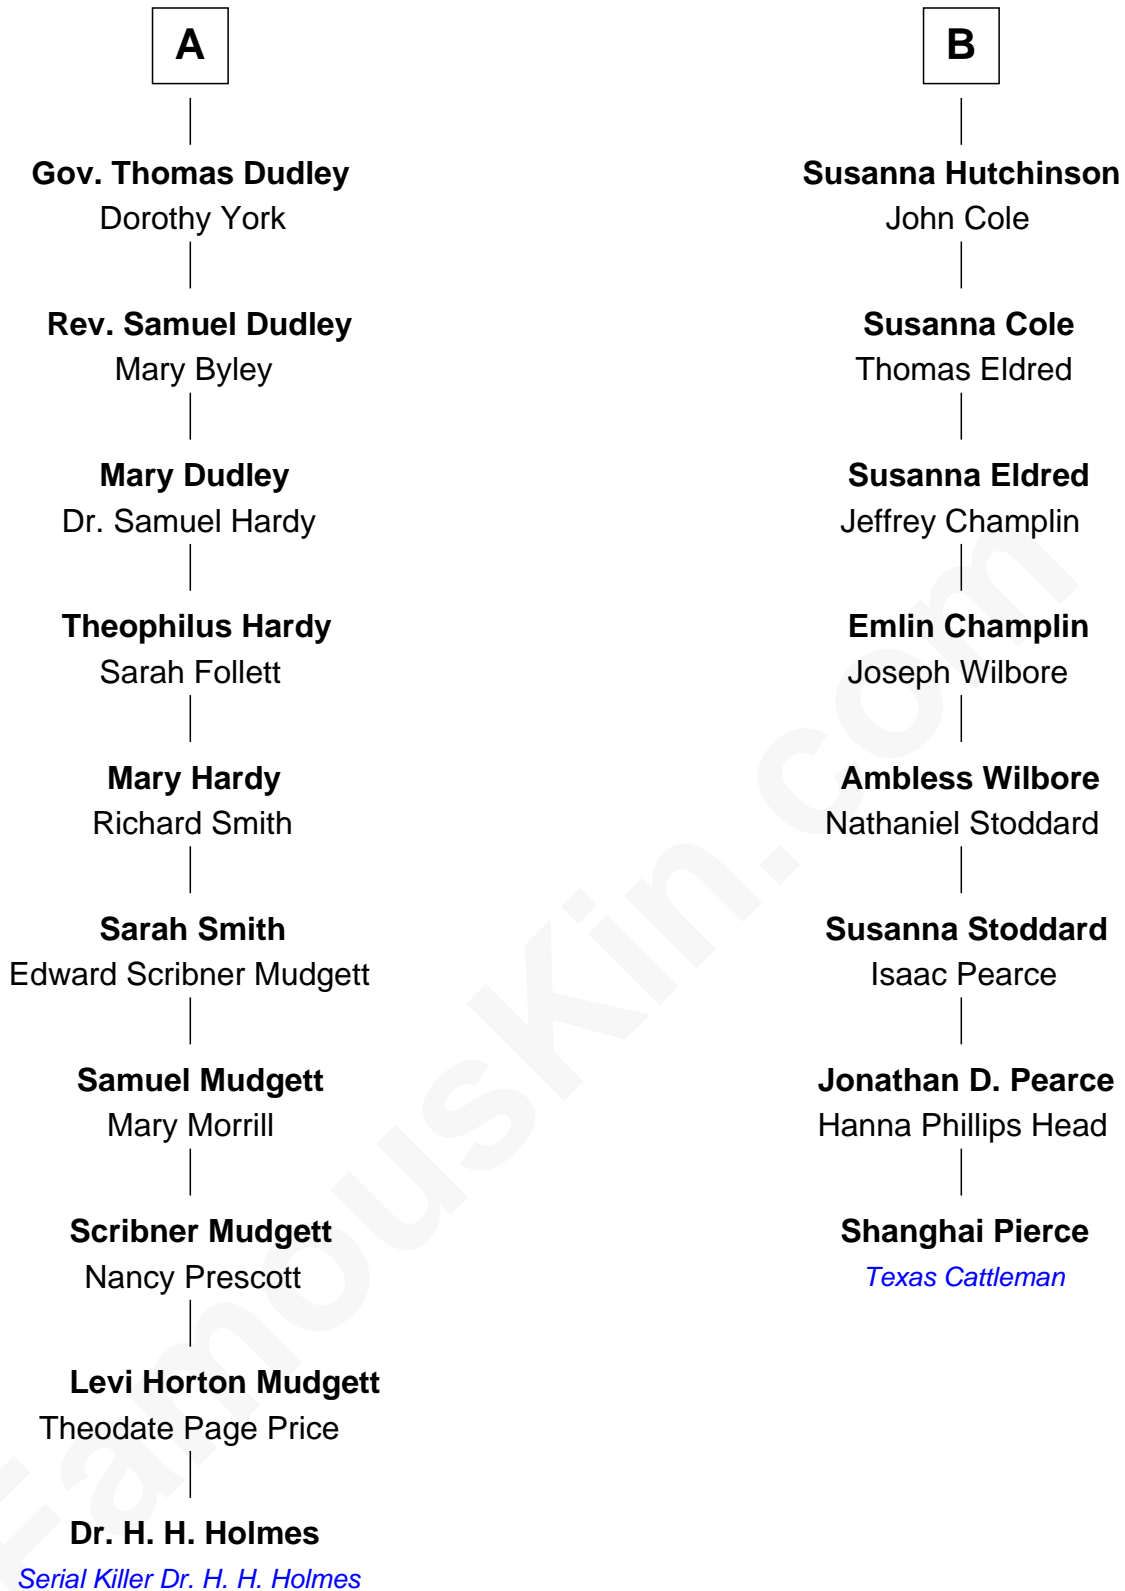 A
Gov. Thomas Dudley
Dorothy York
Rev. Samuel Dudley
Mary Byley
Mary Dudley
Dr. Samuel Hardy
Theophilus Hardy
Sarah Follett
Mary Hardy
Richard Smith
Sarah Smith
Edward Scribner Mudgett
Samuel Mudgett
Mary Morrill
Scribner Mudgett
Nancy Prescott
Levi Horton Mudgett
Theodate Page Price
Dr. H. H. Holmes
Serial Killer Dr. H. H. Holmes
B
Susanna Hutchinson
John Cole
Susanna Cole
Thomas Eldred
Susanna Eldred
Jeffrey Champlin
Emlin Champlin
Joseph Wilbore
Ambless Wilbore
Nathaniel Stoddard
Susanna Stoddard
Isaac Pearce
Jonathan D. Pearce
Hanna Phillips Head
Shanghai Pierce
Texas Cattleman
FamousKin.com